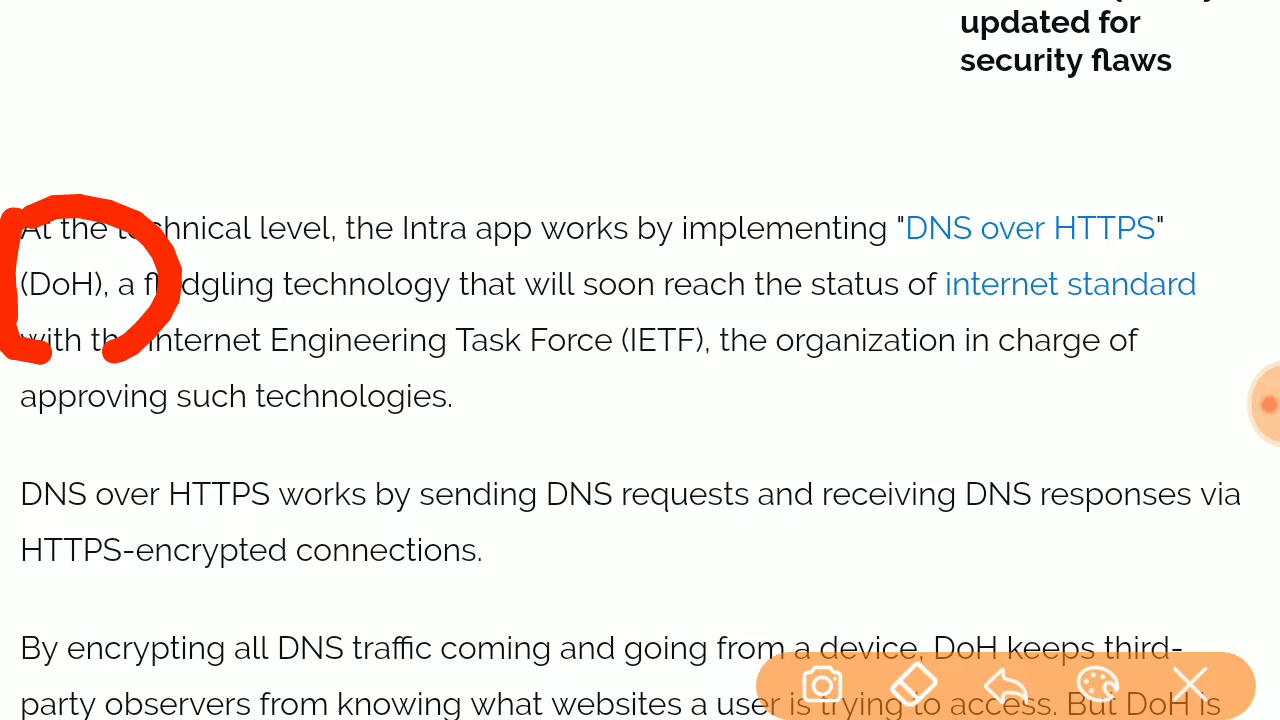 updated for
security flaws
At the technical level, the Intra app works by implementing "DNS over HTTPS"
(DoH), a fledgling technology that will soon reach the status of internet standard
with the Internet Engineering Task Force (IETF), the organization in charge of
approving such technologies.
DNS over HTTPS works by sending DNS requests and receiving DNS responses via
HTTPS-encrypted connections.
By encrypting all DNS traffic coming and going from a device, DoH keeps third-
party observers from knowing what websites a user is trying to access. But DoH is